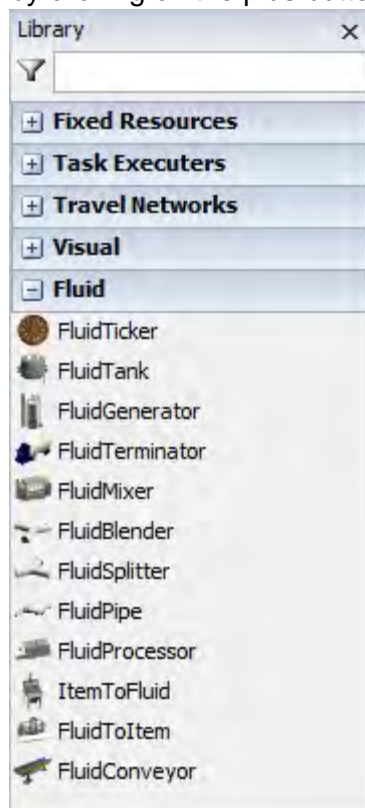 Library
Fixed Resources
Task Executers
Travel Networks
Visual
Fluid
FluidTicker
FluidTank
FluidGenerator
FluidTerminator
FluidMixer
FluidBlender
FluidSplitter
FluidPipe
FluidProcessor
ItemToFluid
FluidToItem
FluidConveyor